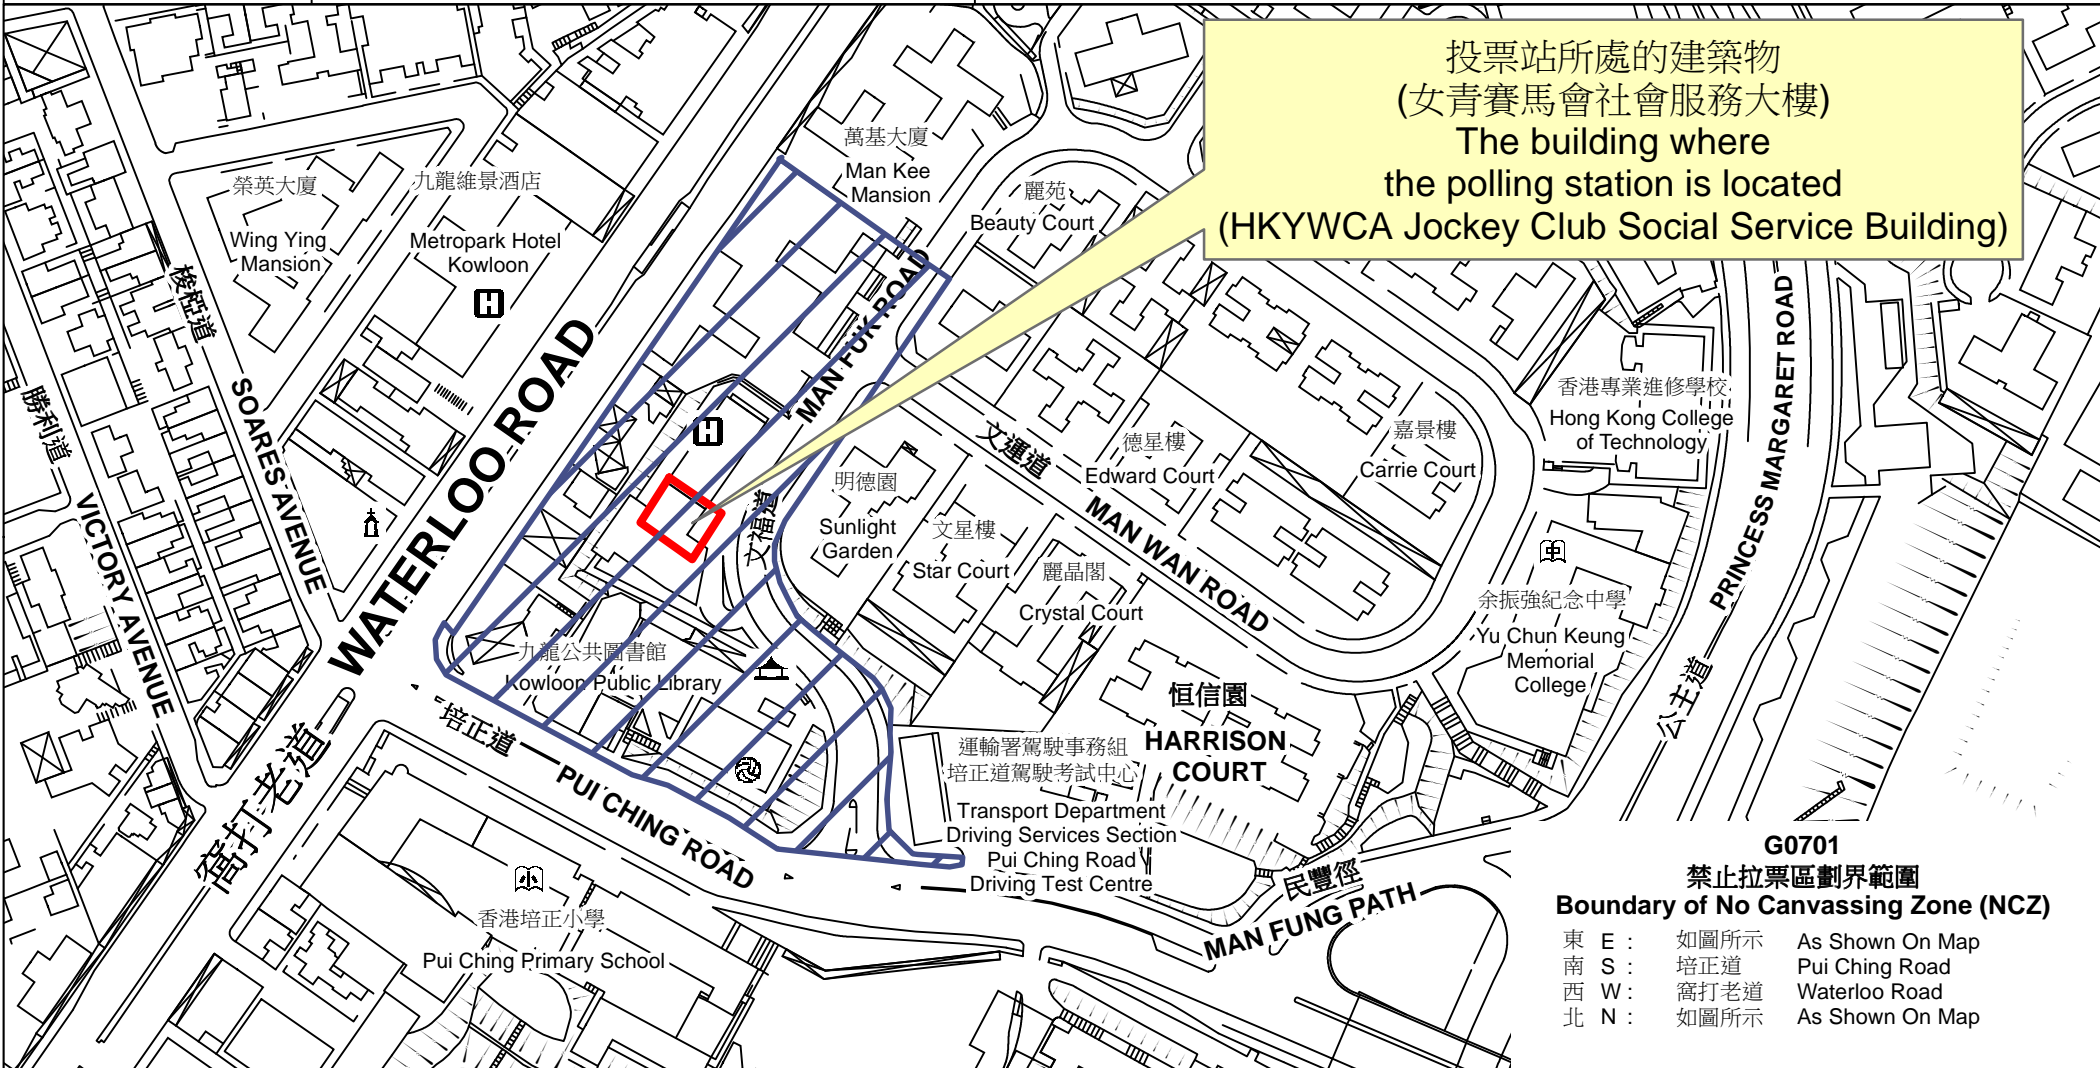 投票站所處的建築物
(女青賽馬會社會服務大樓)
The building where
the polling station is located
(HKYWCA Jockey Club Social Service Building)
萬基大廈
Man Kee
Mansion
榮英大廈
Wing Ying
Mansion
九龍維景酒店
Metropark Hotel
Kowloon
H
麗苑
Beauty Court
梭椏道
SOARES AVENUE
勝利道
VICTORY AVENUE
WATERLOO ROAD
窩打老道
MAN FUK ROAD
文福道
H
明德園
Sunlight
Garden
文星樓
Star Court
麗晶閣
Crystal Court
文運道
MAN WAN ROAD
德星樓
Edward Court
嘉景樓
Carrie Court
香港專業進修學校
Hong Kong College
of Technology
PRINCESS MARGARET ROAD
公主道
中
余振強紀念中學
Yu Chun Keung
Memorial
College
九龍公共圖書館
Kowloon Public Library
培正道
PUI CHING ROAD
恒信園
HARRISON
COURT
運輸署駕駛事務組
培正道駕駛考試中心
Transport Department
Driving Services Section
Pui Ching Road
Driving Test Centre
小
香港培正小學
Pui Ching Primary School
民豐徑
MAN FUNG PATH
G0701
禁止拉票區劃界範圍
Boundary of No Canvassing Zone (NCZ)
東 E : 如圖所示 As Shown On Map
南 S : 培正道 Pui Ching Road
西 W : 窩打老道 Waterloo Road
北 N : 如圖所示 As Shown On Map